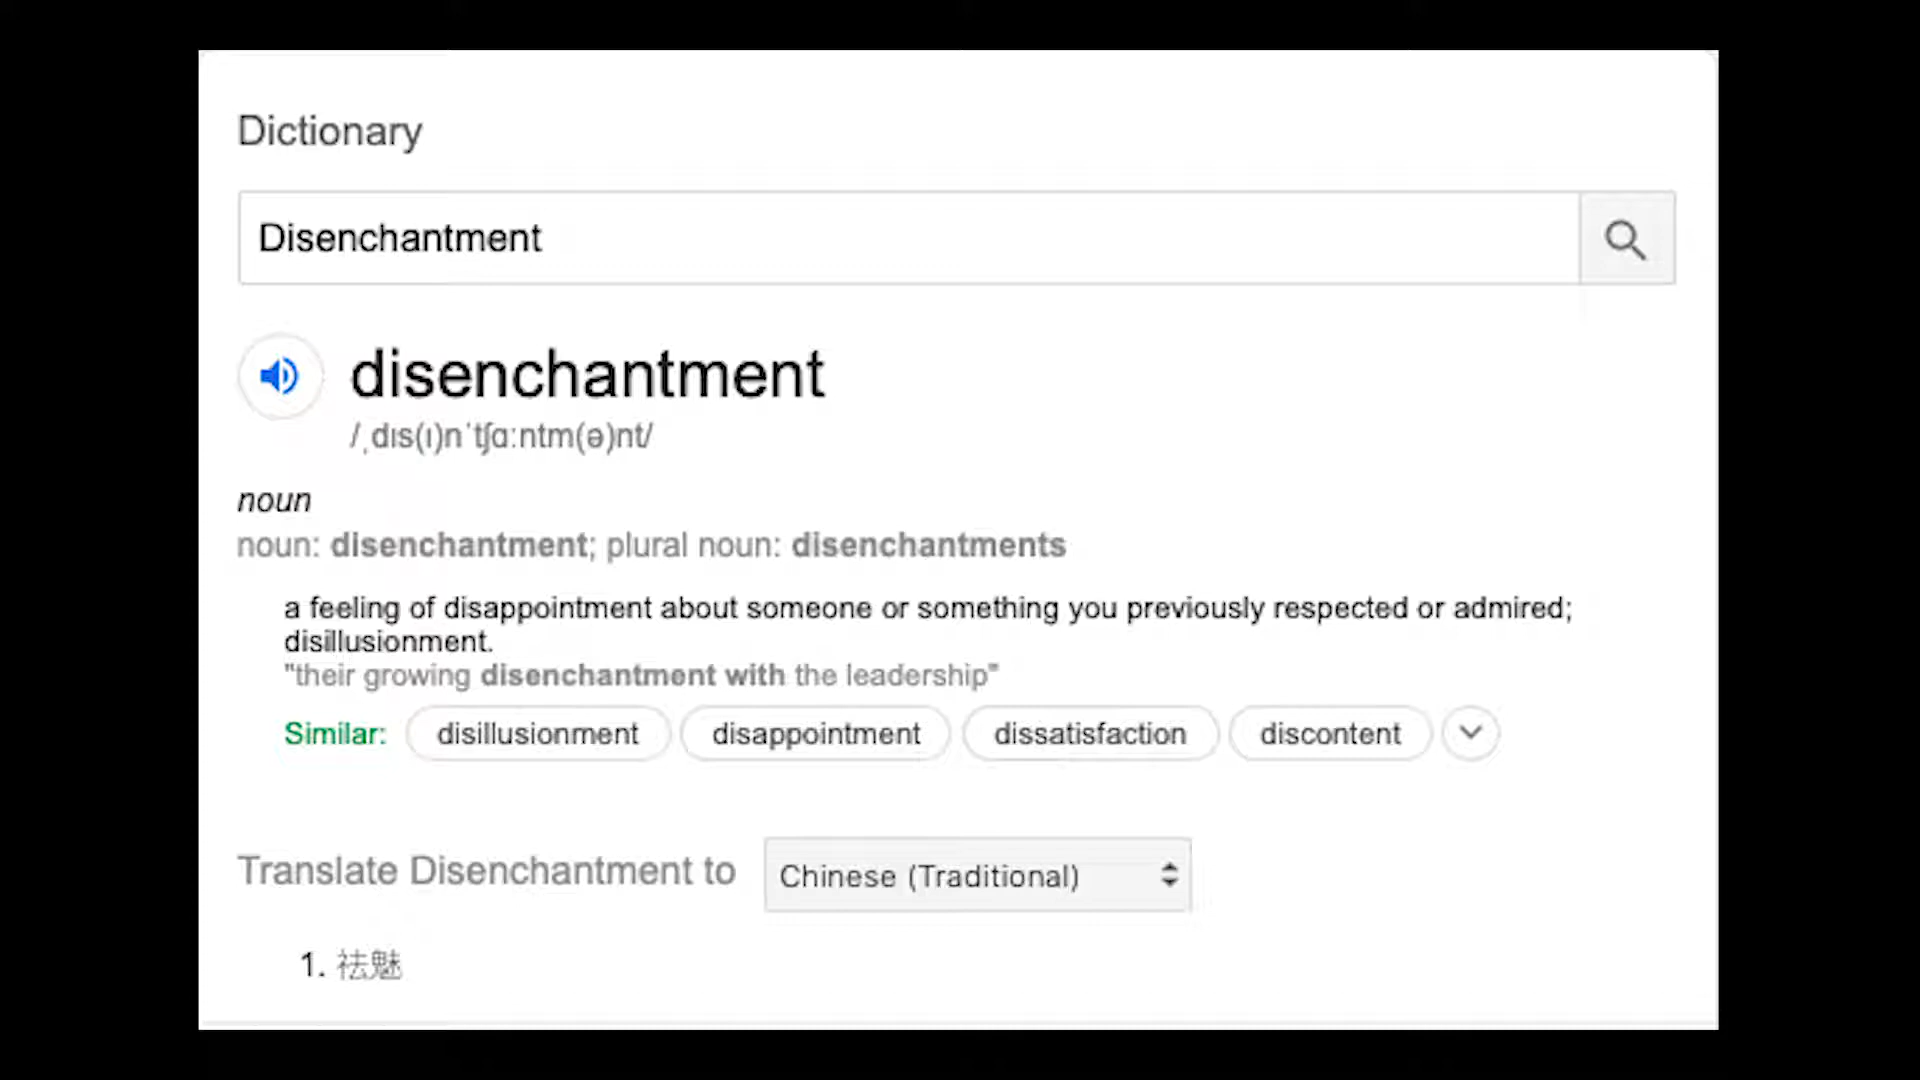 Dictionary
Disenchantment
disenchantment
/ˌdɪs(ɪ)nˈtʃɑːntm(ə)nt/
noun
noun: disenchantment; plural noun: disenchantments
a feeling of disappointment about someone or something you previously respected or admired;
disillusionment.
"their growing disenchantment with the leadership"
Similar: disillusionment disappointment dissatisfaction discontent
Translate Disenchantment to Chinese (Traditional)
1. 祛魅